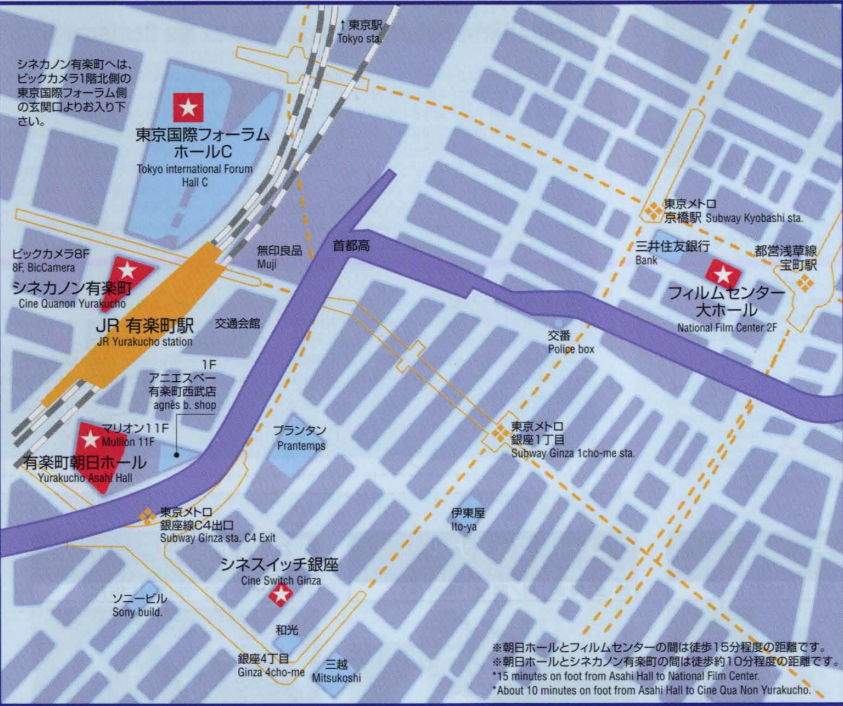 ↑東京駅
Tokyo sta.
シネカノン有楽町へは、
ビックカメラ1階北側の
東京国際フォーラム側
の玄関口よりお入り下
さい。
東京国際フォーラム
ホールC
Tokyo international Forum
Hall C
東京メトロ
京橋駅 Subway Kyobashi sta.
三井住友銀行
Bank
都営浅草線
宝町駅
無印良品
Muji
首都高
ビックカメラ8F
8F, BicCamera
シネカノン有楽町
Cine Quanon Yurakucho
フィルムセンター
大ホール
National Film Center 2F
JR 有楽町駅
JR Yurakucho station
交通会館
交番
Police box
1F
アニエスベー
有楽町西武店
agnès b. shop
マリオン11F
Mullion 11F
有楽町朝日ホール
Yurakucho Asahi Hall
プランタン
Prantemps
東京メトロ
銀座1丁目
Subway Ginza 1cho-me sta.
東京メトロ
銀座線C4出口
Subway Ginza sta. C4 Exit
伊東屋
Ito-ya
シネスイッチ銀座
Cine Switch Ginza
ソニービル
Sony build.
和光
銀座4丁目
Ginza 4cho-me
三越
Mitsukoshi
※朝日ホールとフィルムセンターの間は徒歩15分程度の距離です。
※朝日ホールとシネカノン有楽町の間は徒歩約10分程度の距離です。
*15 minutes on foot from Asahi Hall to National Film Center.
*About 10 minutes on foot from Asahi Hall to Cine Qua Non Yurakucho.